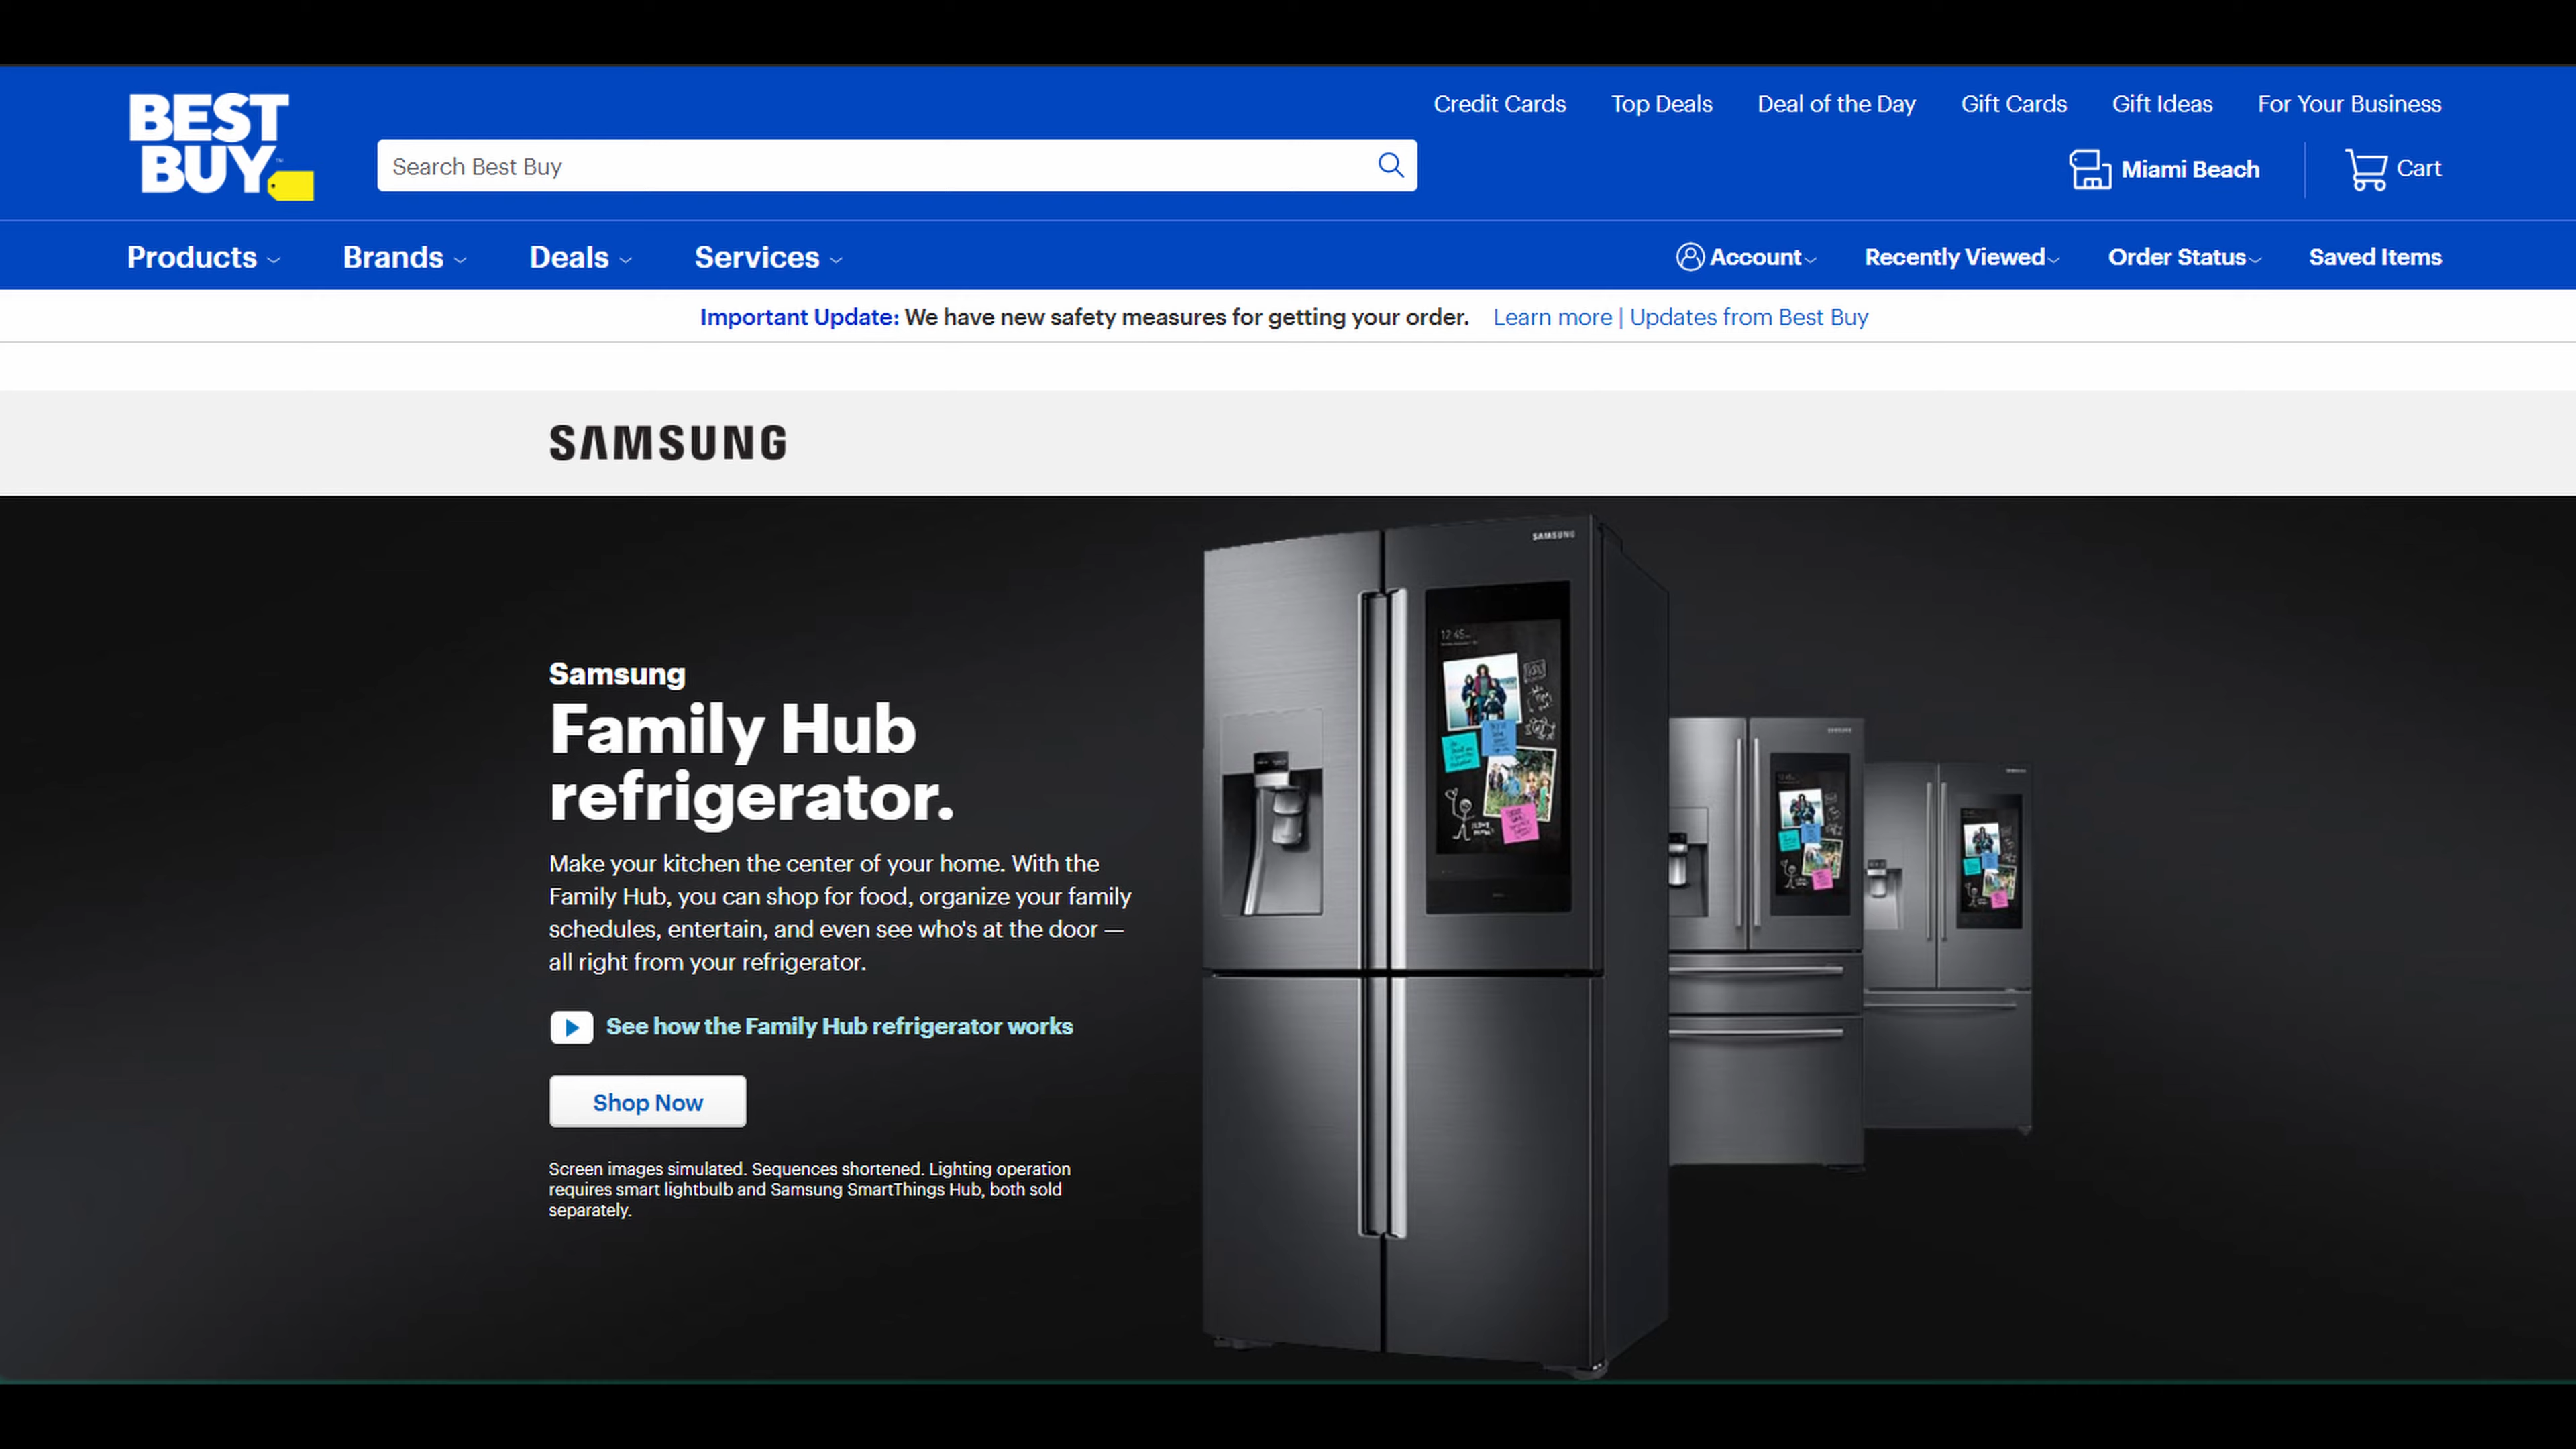 BEST
BUY
Search Best Buy
Credit Cards Top Deals Deal of the Day Gift Cards Gift Ideas For Your Business
Miami Beach Cart
Products Brands Deals Services Account Recently Viewed Order Status Saved Items
Important Update: We have new safety measures for getting your order. Learn more | Updates from Best Buy
SAMSUNG
Samsung
Family Hub
refrigerator.
Make your kitchen the center of your home. With the
Family Hub, you can shop for food, organize your family
schedules, entertain, and even see who's at the door —
all right from your refrigerator.
See how the Family Hub refrigerator works
Shop Now
Screen images simulated. Sequences shortened. Lighting operation
requires smart lightbulb and Samsung SmartThings Hub, both sold
separately.
SAMSUNG
12:45
SAMSUNG